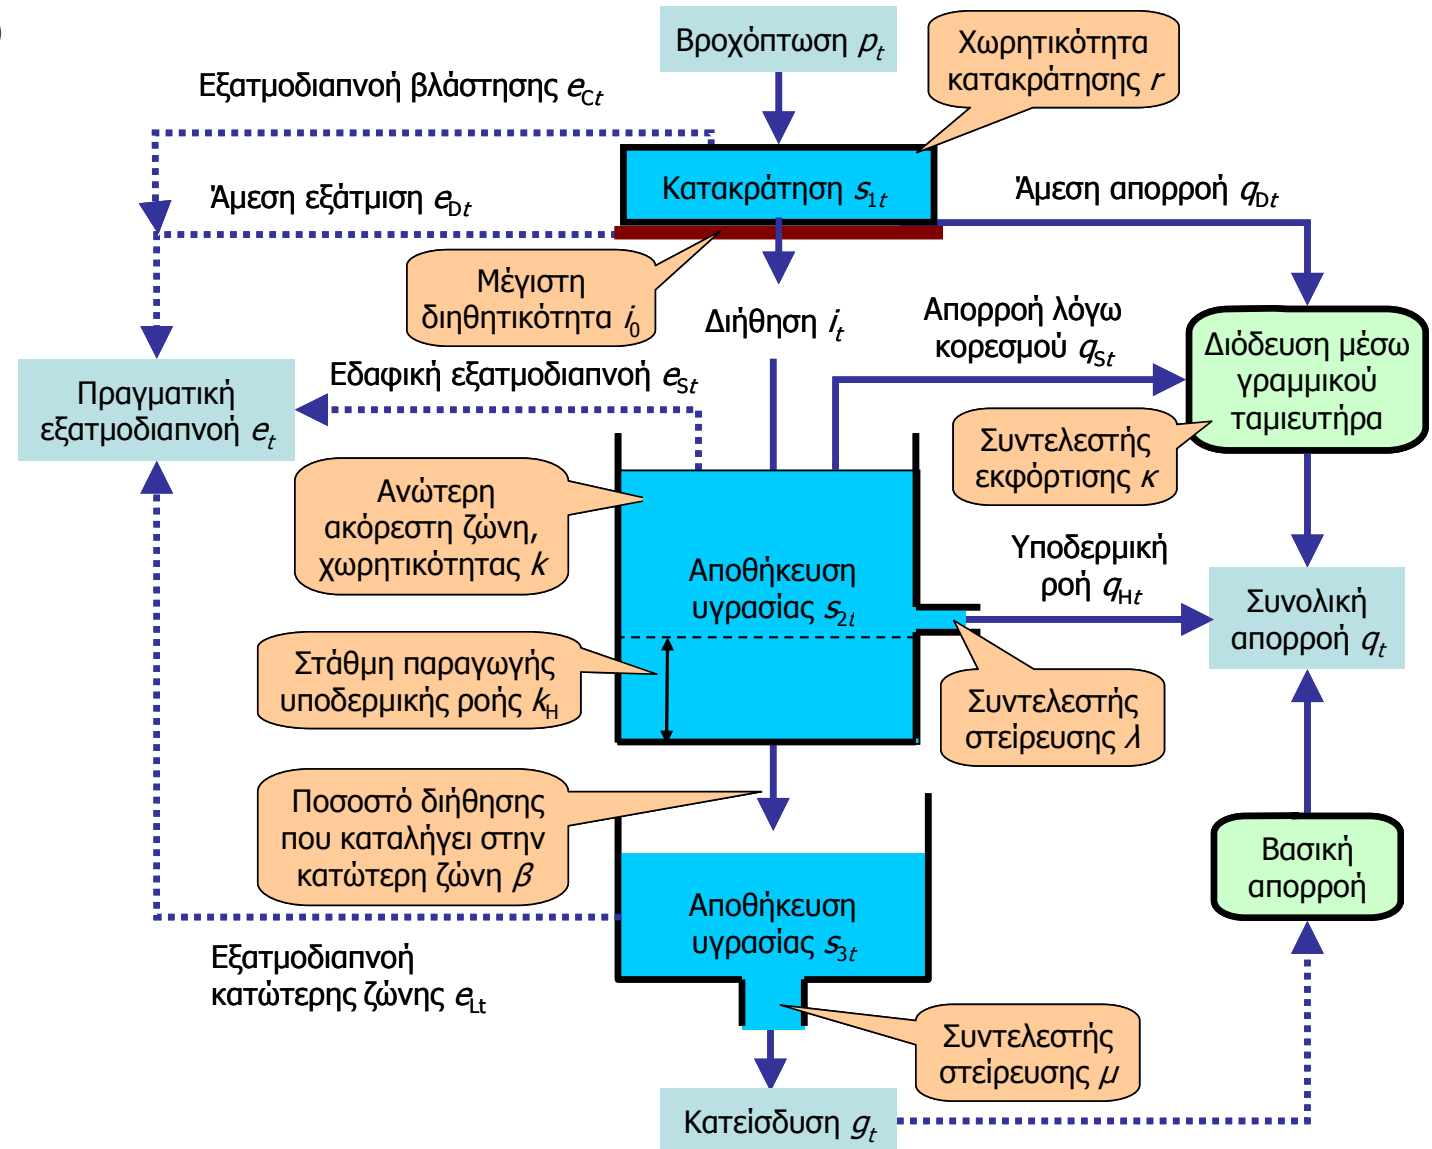 Βροχόπτωση pt
Χωρητικότητα
κατακράτησης r
Εξατμοδιαπνοή βλάστησης eCt
Κατακράτηση s1t
Άμεση εξάτμιση eDt
Άμεση απορροή qDt
Μέγιστη
διηθητικότητα i0
Διήθηση it
Απορροή λόγω
κορεσμού qSt
Διόδευση μέσω
γραμμικού
ταμιευτήρα
Πραγματική
εξατμοδιαπνοή et
Εδαφική εξατμοδιαπνοή eSt
Συντελεστής
εκφόρτισης κ
Ανώτερη
ακόρεστη ζώνη,
χωρητικότητας k
Αποθήκευση
υγρασίας s2t
Υποδερμική
ροή qHt
Συνολική
απορροή qt
Στάθμη παραγωγής
υποδερμικής ροής kH
Συντελεστής
στείρευσης λ
Ποσοστό διήθησης
που καταλήγει στην
κατώτερη ζώνη β
Βασική
απορροή
Αποθήκευση
υγρασίας s3t
Εξατμοδιαπνοή
κατώτερης ζώνης eLt
Συντελεστής
στείρευσης μ
Κατείσδυση gt